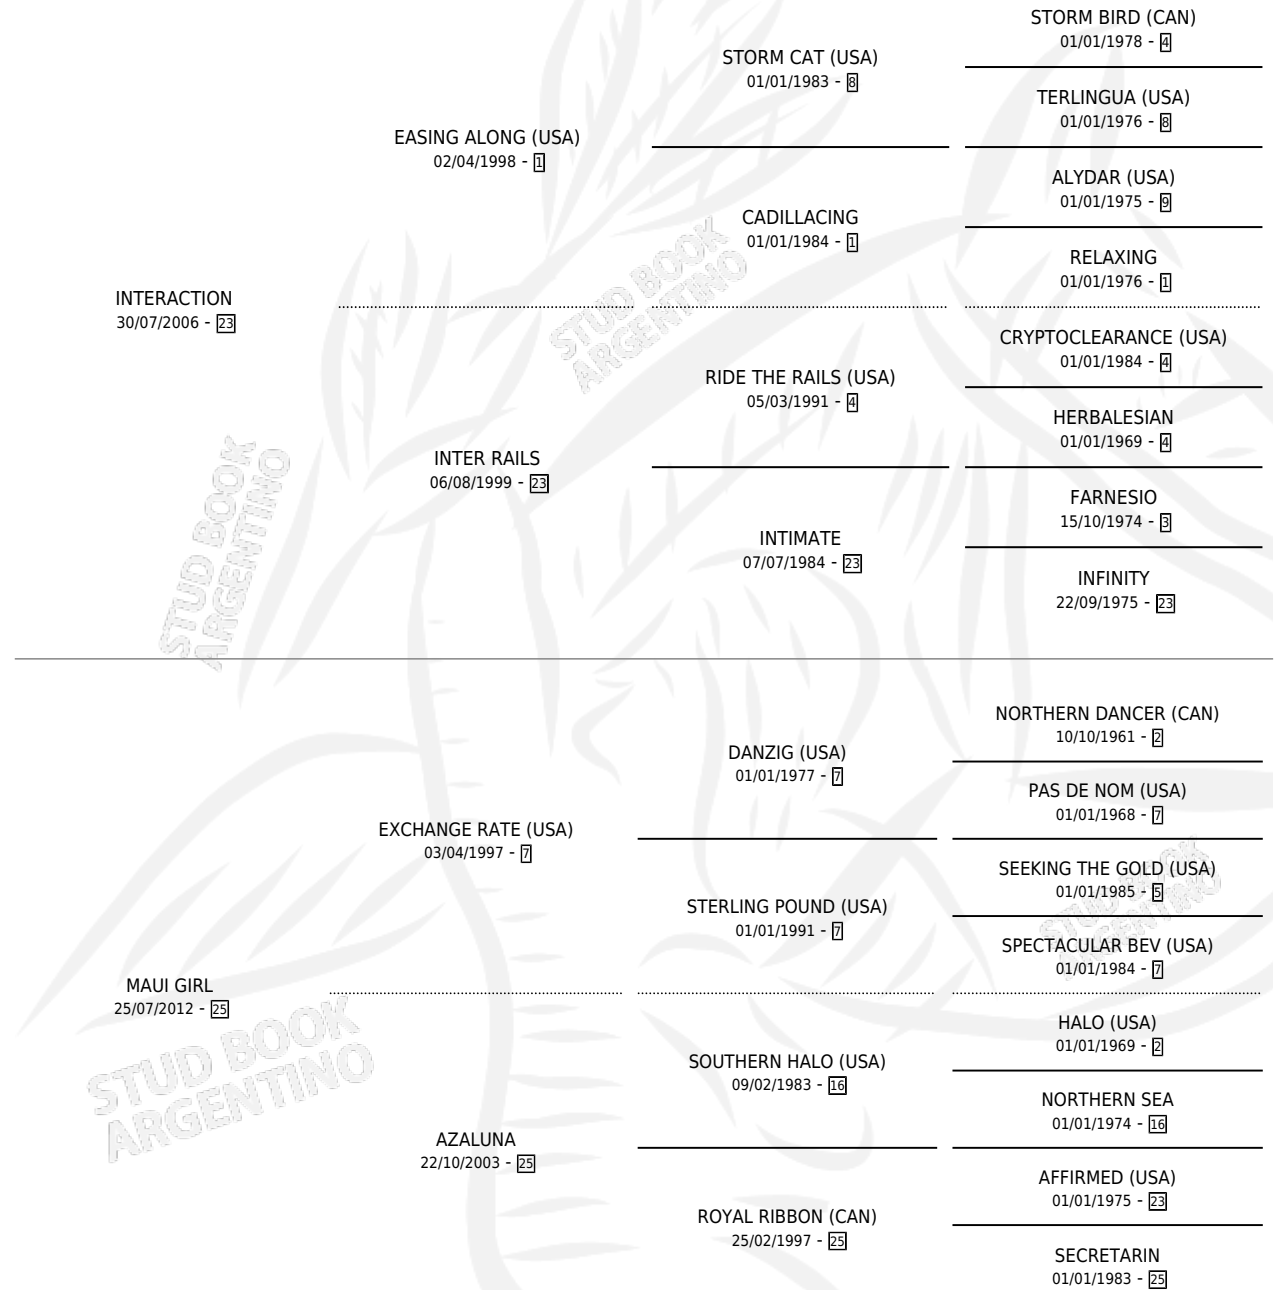 STORM BIRD (CAN)
01/01/1978 - 4
STORM CAT (USA)
01/01/1983 - 8
TERLINGUA (USA)
01/01/1976 - 8
EASING ALONG (USA)
02/04/1998 - 1
ALYDAR (USA)
01/01/1975 - 9
CADILLACING
01/01/1984 - 1
RELAXING
01/01/1976 - 1
INTERACTION
30/07/2006 - 23
CRYPTOCLEARANCE (USA)
01/01/1984 - 4
RIDE THE RAILS (USA)
05/03/1991 - 4
HERBALESIAN
01/01/1969 - 4
INTER RAILS
06/08/1999 - 23
FARNESIO
15/10/1974 - 3
INTIMATE
07/07/1984 - 23
INFINITY
22/09/1975 - 23
STUD BOOK
ARGENTINO
STUD BOOK
ARGENTINO
NORTHERN DANCER (CAN)
10/10/1961 - 2
DANZIG (USA)
01/01/1977 - 7
PAS DE NOM (USA)
01/01/1968 - 7
EXCHANGE RATE (USA)
03/04/1997 - 7
SEEKING THE GOLD (USA)
01/01/1985 - 5
STERLING POUND (USA)
01/01/1991 - 7
SPECTACULAR BEV (USA)
01/01/1984 - 7
MAUI GIRL
25/07/2012 - 25
HALO (USA)
01/01/1969 - 2
SOUTHERN HALO (USA)
09/02/1983 - 16
NORTHERN SEA
01/01/1974 - 16
AZALUNA
22/10/2003 - 25
AFFIRMED (USA)
01/01/1975 - 23
ROYAL RIBBON (CAN)
25/02/1997 - 25
SECRETARIN
01/01/1983 - 25
STUD BOOK
ARGENTINO
STUD BOOK
ARGENTINO